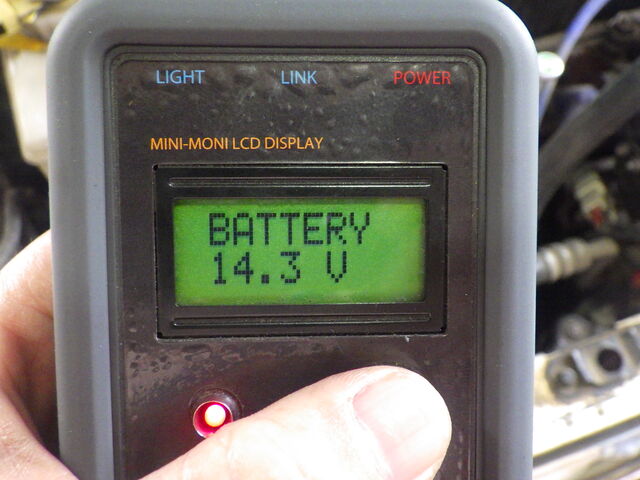 LIGHT LINK POWER
MINI-MONI LCD DISPLAY
BATTERY
14.3 V